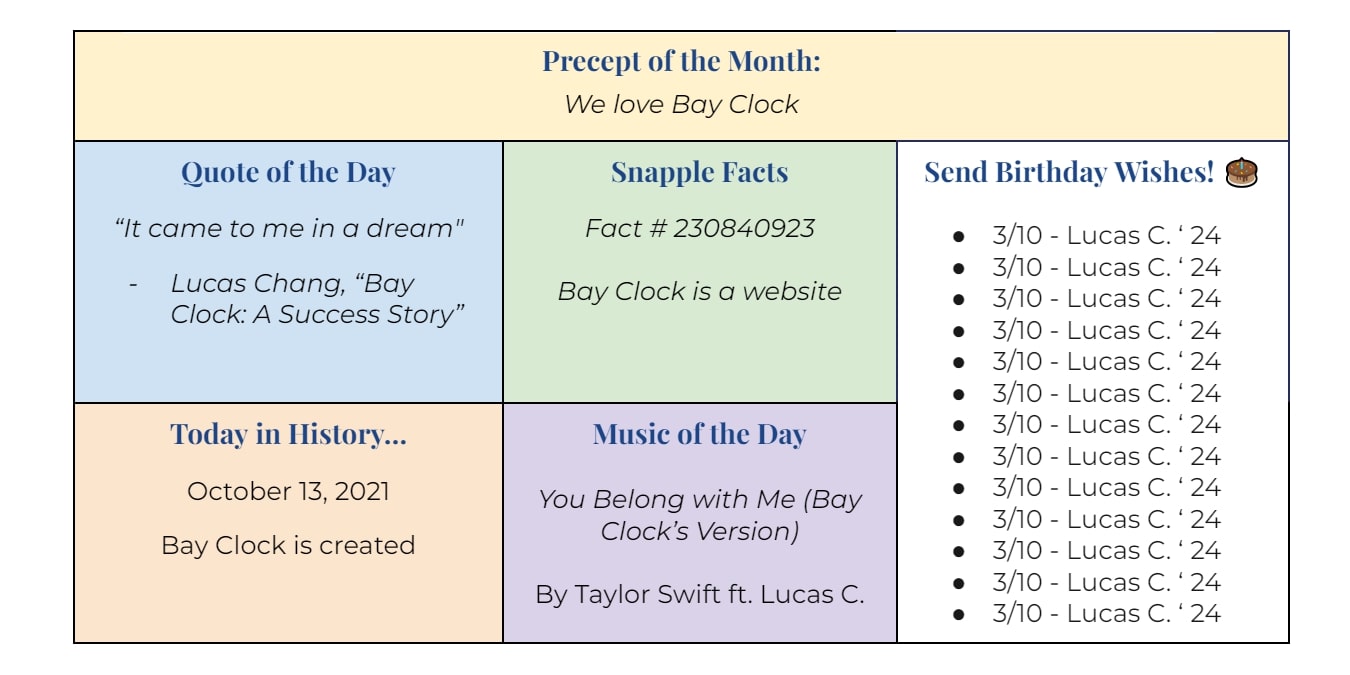 Precept of the Month:
We love Bay Clock
Quote of the Day
“It came to me in a dream"
- Lucas Chang, “Bay
Clock: A Success Story”
Snapple Facts
Fact # 230840923
Bay Clock is a website
Send Birthday Wishes!
● 3/10 - Lucas C. ‘ 24
● 3/10 - Lucas C. ‘ 24
● 3/10 - Lucas C. ‘ 24
● 3/10 - Lucas C. ‘ 24
● 3/10 - Lucas C. ‘ 24
● 3/10 - Lucas C. ‘ 24
● 3/10 - Lucas C. ‘ 24
● 3/10 - Lucas C. ‘ 24
● 3/10 - Lucas C. ‘ 24
● 3/10 - Lucas C. ‘ 24
● 3/10 - Lucas C. ‘ 24
● 3/10 - Lucas C. ‘ 24
● 3/10 - Lucas C. ‘ 24
Today in History...
October 13, 2021
Bay Clock is created
Music of the Day
You Belong with Me (Bay
Clock’s Version)
By Taylor Swift ft. Lucas C.